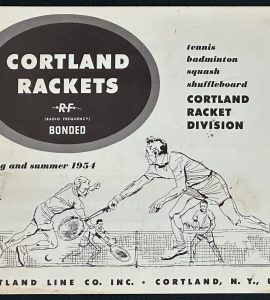 CORTLAND
RACKETS
RF
(RADIO FREQUENCY)
BONDED
tennis
badminton
squash
shuffleboard
CORTLAND
RACKET
DIVISION
and summer 1954
LINE CO. INC. • CORTLAND, N. Y.,